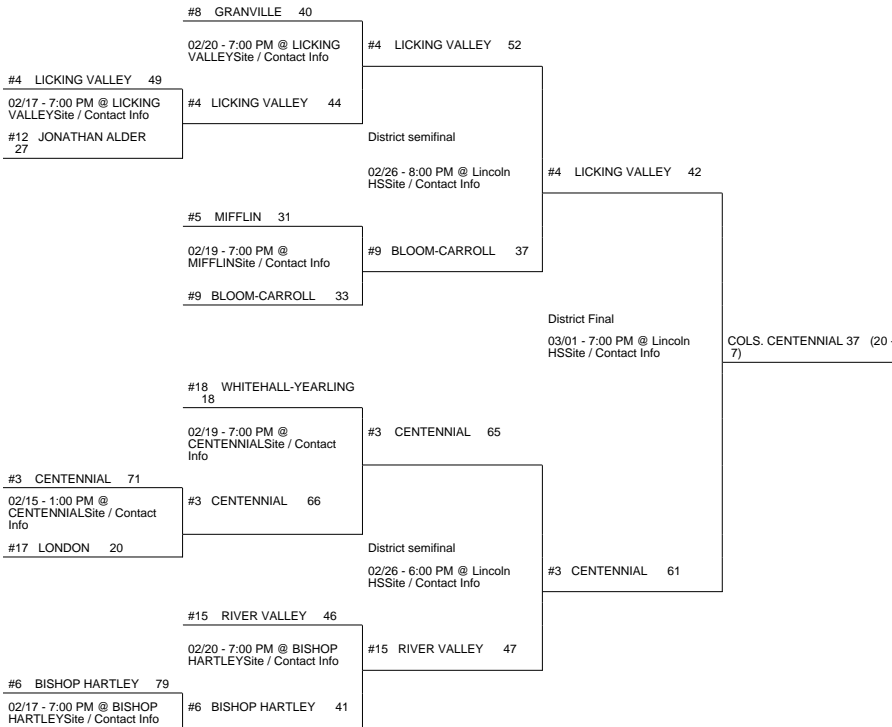 #8 GRANVILLE 40
02/20 - 7:00 PM @ LICKING
VALLEYSite / Contact Info
#4 LICKING VALLEY 52
#4 LICKING VALLEY 49
02/17 - 7:00 PM @ LICKING
VALLEYSite / Contact Info
#4 LICKING VALLEY 44
#12 JONATHAN ALDER
27
District semifinal
02/26 - 8:00 PM @ Lincoln
HSSite / Contact Info
#4 LICKING VALLEY 42
#5 MIFFLIN 31
02/19 - 7:00 PM @
MIFFLINSite / Contact Info
#9 BLOOM-CARROLL 37
#9 BLOOM-CARROLL 33
District Final
03/01 - 7:00 PM @ Lincoln
HSSite / Contact Info
COLS. CENTENNIAL 37 (20 -
7)
#18 WHITEHALL-YEARLING
18
02/19 - 7:00 PM @
CENTENNIALSite / Contact
Info
#3 CENTENNIAL 65
#3 CENTENNIAL 71
02/15 - 1:00 PM @
CENTENNIALSite / Contact
Info
#3 CENTENNIAL 66
#17 LONDON 20
District semifinal
02/26 - 6:00 PM @ Lincoln
HSSite / Contact Info
#3 CENTENNIAL 61
#15 RIVER VALLEY 46
02/20 - 7:00 PM @ BISHOP
HARTLEYSite / Contact Info
#15 RIVER VALLEY 47
#6 BISHOP HARTLEY 79
02/17 - 7:00 PM @ BISHOP
HARTLEYSite / Contact Info
#6 BISHOP HARTLEY 41